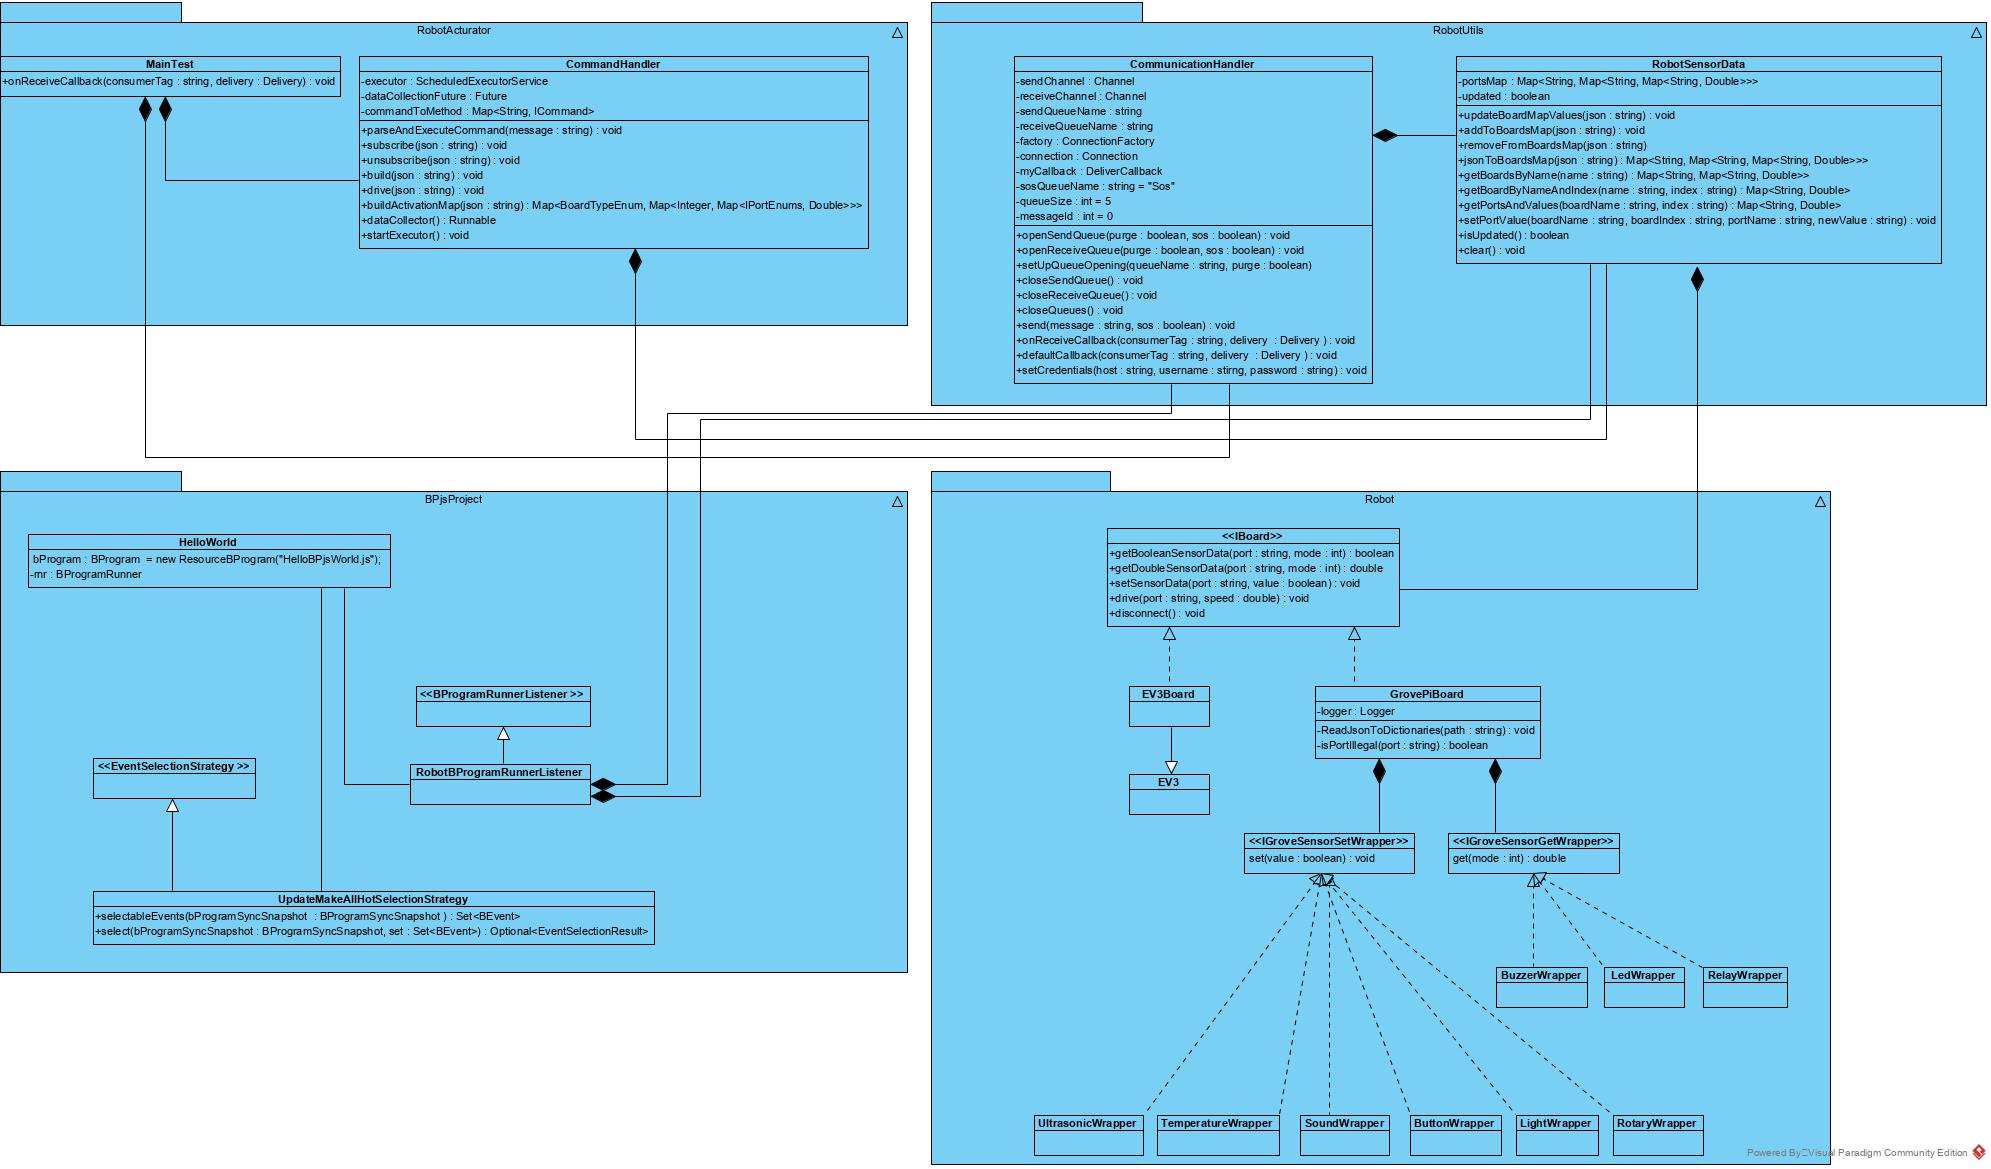 RobotActurator
MainTest
+onReceiveCallback(consumerTag : string, delivery : Delivery) : void
CommandHandler
-executor : ScheduledExecutorService
-dataCollectionFuture : Future
-commandToMethod : Map<String, ICommand>
+parseAndExecuteCommand(message : string) : void
+subscribe(json : string) : void
+unsubscribe(json : string) : void
+build(json : string) : void
+drive(json : string) : void
+buildActivationMap(json : string) : Map<BoardTypeEnum, Map<Integer, Map<IPortEnums, Double>>>
+dataCollector() : Runnable
+startExecutor() : void
RobotUtils
CommunicationHandler
-sendChannel : Channel
-receiveChannel : Channel
-sendQueueName : string
-receiveQueueName : string
-factory : ConnectionFactory
-connection : Connection
-myCallback : DeliverCallback
-sosQueueName : string = "Sos"
-queueSize : int = 5
-messageId : int = 0
+openSendQueue(purge : boolean, sos : boolean) : void
+openReceiveQueue(purge : boolean, sos : boolean) : void
+setUpQueueOpening(queueName : string, purge : boolean)
+closeSendQueue() : void
+closeReceiveQueue() : void
+closeQueues() : void
+send(message : string, sos : boolean) : void
+onReceiveCallback(consumerTag : string, delivery : Delivery ) : void
+defaultCallback(consumerTag : string, delivery : Delivery ) : void
+setCredentials(host : string, username : stirng, password : string) : void
RobotSensorData
-portsMap : Map<String, Map<String, Map<String, Double>>>
-updated : boolean
+updateBoardMapValues(json : string) : void
+addToBoardsMap(json : string) : void
+removeFromBoardsMap(json : string)
+jsonToBoardsMap(json : string) : Map<String, Map<String, Map<String, Double>>>
+getBoardsByName(name : string) : Map<String, Map<String, Double>>
+getBoardByNameAndIndex(name : string, index : string) : Map<String, Double>
+getPortsAndValues(boardName : string, index : string) : Map<String, Double>
+setPortValue(boardName : string, boardIndex : string, portName : string, newValue : string) : void
+isUpdated() : boolean
+clear() : void
BPjsProject
HelloWorld
bProgram : BProgram = new ResourceBProgram("HelloBPjsWorld.js");
-rnr : BProgramRunner
<<BProgramRunnerListener >>
RobotBProgramRunnerListener
<<EventSelectionStrategy >>
UpdateMakeAllHotSelectionStrategy
+selectableEvents(bProgramSyncSnapshot : BProgramSyncSnapshot ) : Set<BEvent>
+select(bProgramSyncSnapshot : BProgramSyncSnapshot, set : Set<BEvent>) : Optional<EventSelectionResult>
Robot
<<IBoard>>
+getBooleanSensorData(port : string, mode : int) : boolean
+getDoubleSensorData(port : string, mode : int) : double
+setSensorData(port : string, value : boolean) : void
+drive(port : string, speed : double) : void
+disconnect() : void
EV3Board
EV3
GrovePiBoard
-logger : Logger
-ReadJsonToDictionaries(path : string) : void
-isPortIllegal(port : string) : boolean
<<IGroveSensorSetWrapper>>
set(value : boolean) : void
<<IGroveSensorGetWrapper>>
get(mode : int) : double
BuzzerWrapper
LedWrapper
RelayWrapper
UltrasonicWrapper
TemperatureWrapper
SoundWrapper
ButtonWrapper
LightWrapper
RotaryWrapper
Powered By Visual Paradigm Community Edition